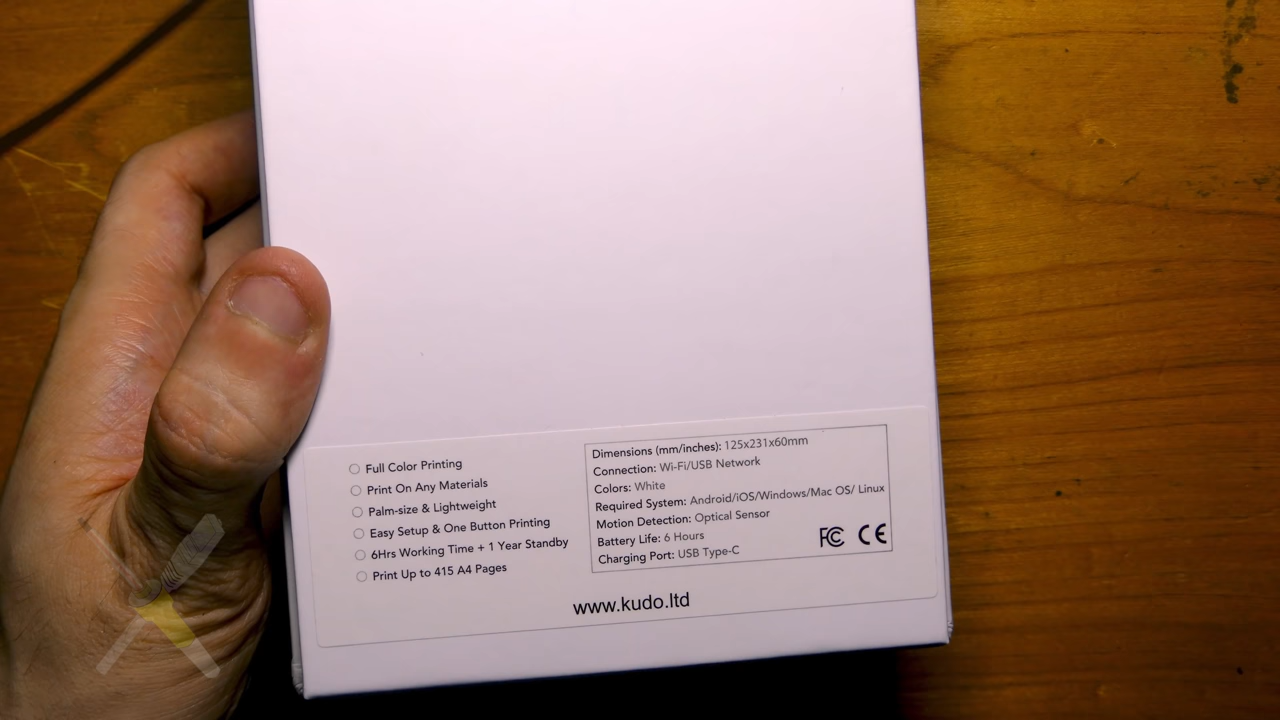 Full Color Printing
Print On Any Materials
Palm-size & Lightweight
Easy Setup & One Button Printing
6Hrs Working Time + 1 Year Standby
Print Up to 415 A4 Pages
Dimensions (mm/inches): 125x231x60mm
Connection: Wi-Fi/USB Network
Colors: White
Required System: Android/iOS/Windows/Mac OS/ Linux
Motion Detection: Optical Sensor
Battery Life: 6 Hours
Charging Port: USB Type-C
FC CE
www.kudo.ltd